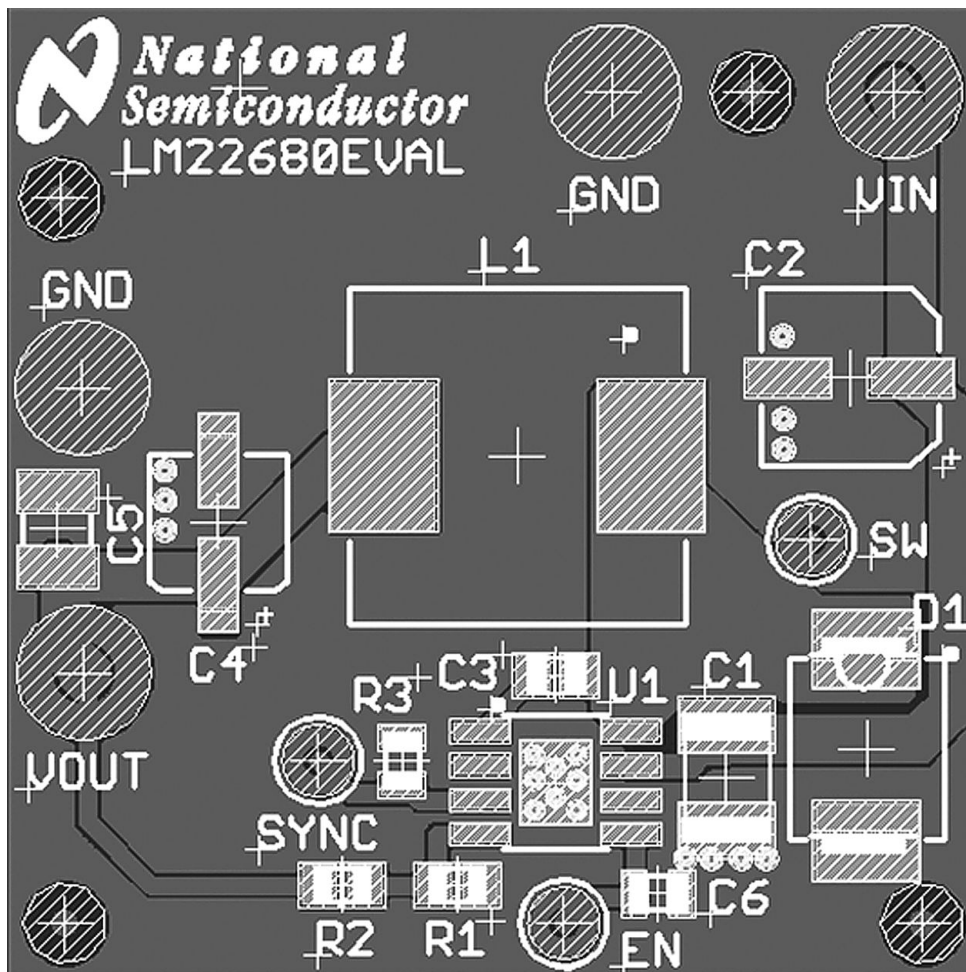 National
Semiconductor
LM22680EVAL
GND
VIN
L1
C2
GND
C5
SW
C4
D1
C3
U1
C1
R3
VOUT
SYNC
R2
R1
EN
C6